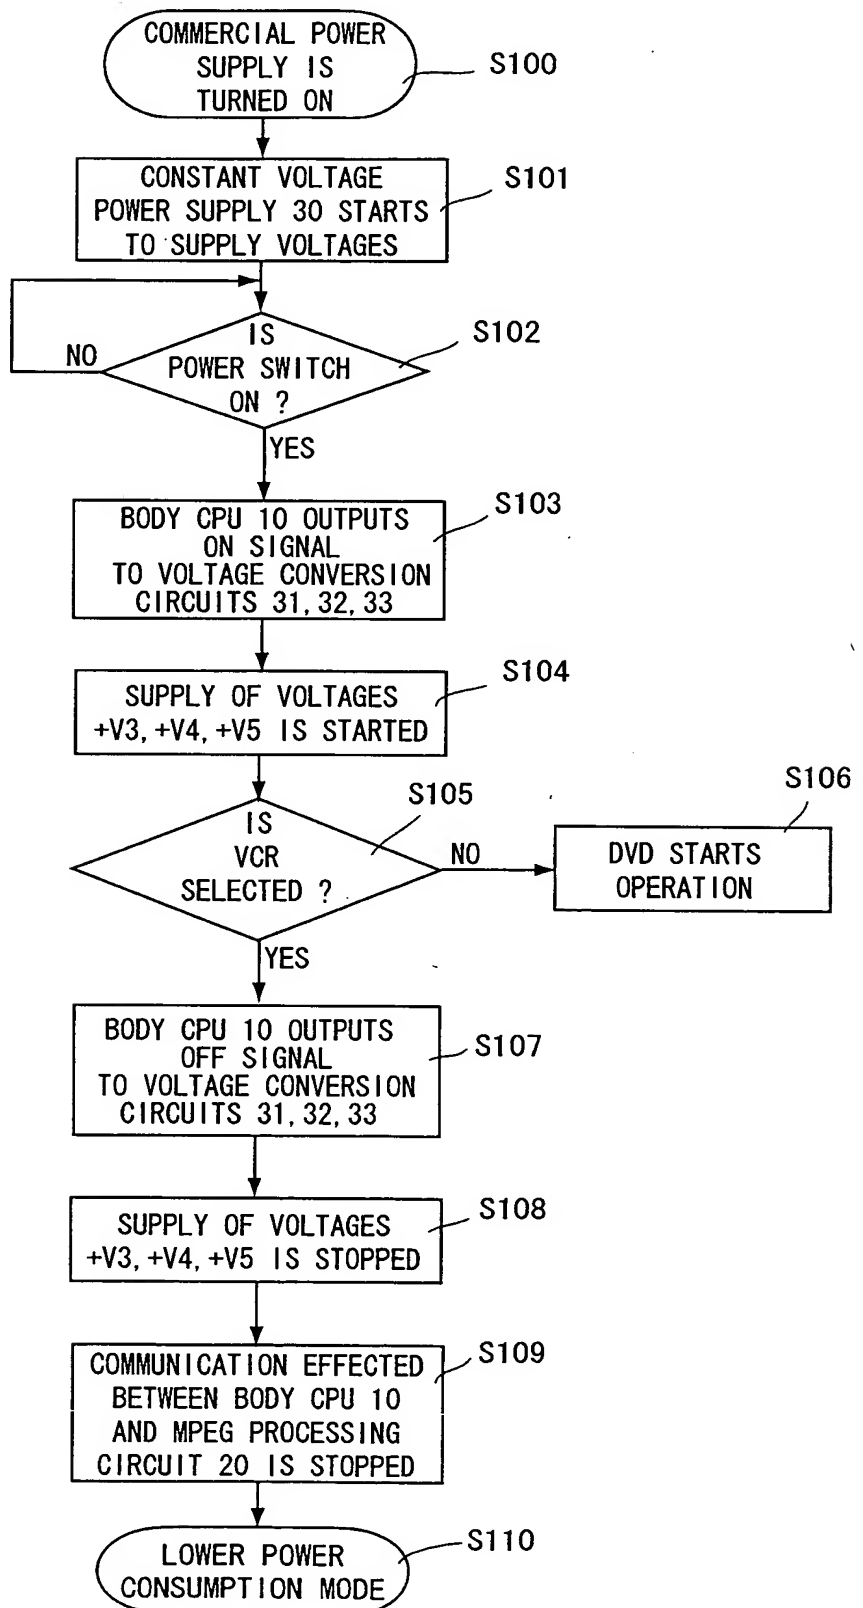 COMMERCIAL POWER
SUPPLY IS
TURNED ON
S100
CONSTANT VOLTAGE
POWER SUPPLY 30 STARTS
TO SUPPLY VOLTAGES
S101
IS
POWER SWITCH
ON ?
S102
NO
YES
BODY CPU 10 OUTPUTS
ON SIGNAL
TO VOLTAGE CONVERSION
CIRCUITS 31, 32, 33
S103
SUPPLY OF VOLTAGES
+V3, +V4, +V5 IS STARTED
S104
IS
VCR
SELECTED ?
S105
NO
DVD STARTS
OPERATION
S106
YES
BODY CPU 10 OUTPUTS
OFF SIGNAL
TO VOLTAGE CONVERSION
CIRCUITS 31, 32, 33
S107
SUPPLY OF VOLTAGES
+V3, +V4, +V5 IS STOPPED
S108
COMMUNICATION EFFECTED
BETWEEN BODY CPU 10
AND MPEG PROCESSING
CIRCUIT 20 IS STOPPED
S109
LOWER POWER
CONSUMPTION MODE
S110